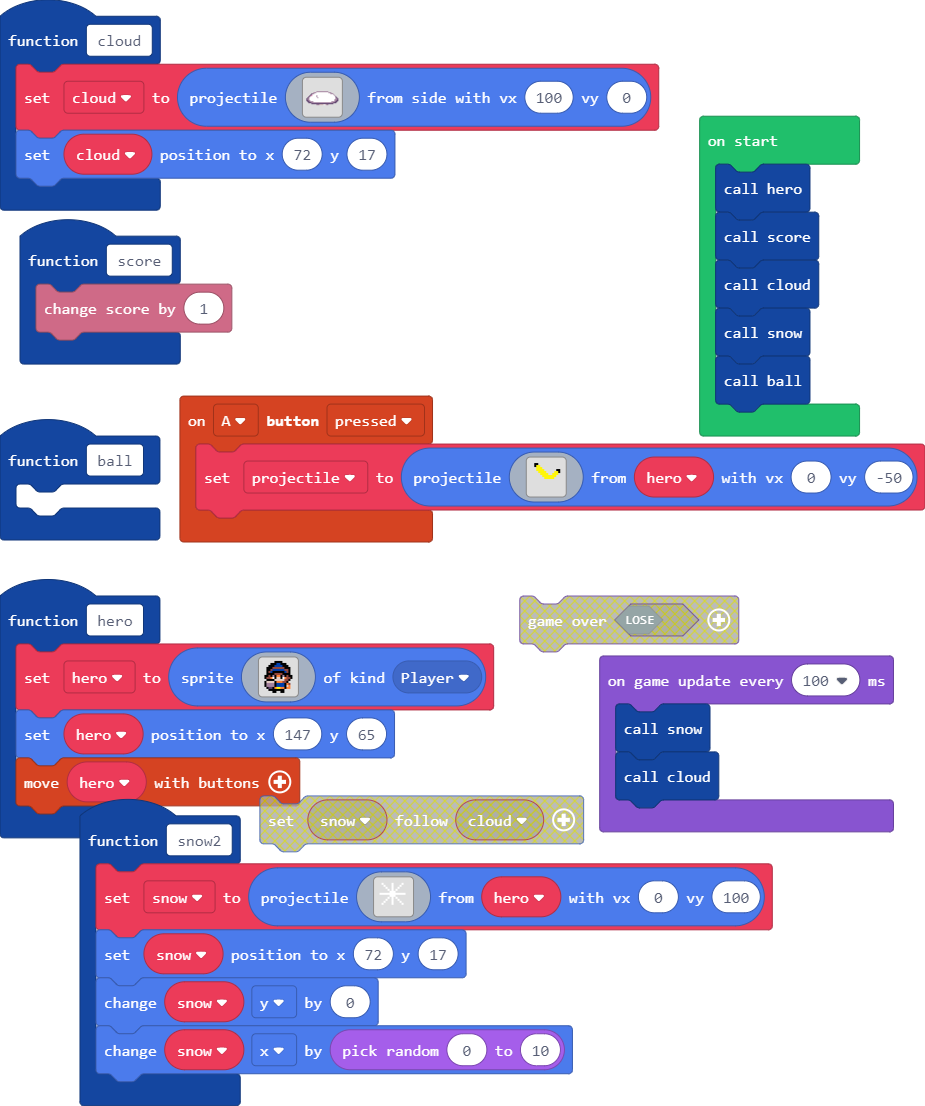 function cloud
set cloud to projectile from side with vx 100 vy 0
set cloud position to x 72 y 17
on start
call hero
call score
call cloud
call snow
call ball
function score
change score by 1
function ball
on A button pressed
set projectile to projectile from hero with vx 0 vy -50
function hero
set hero to sprite of kind Player
set hero position to x 147 y 65
move hero with buttons
game over LOSE
on game update every 100 ms
call snow
call cloud
set snow follow cloud
function snow2
set snow to projectile from hero with vx 0 vy 100
set snow position to x 72 y 17
change snow y by 0
change snow x by pick random 0 to 10